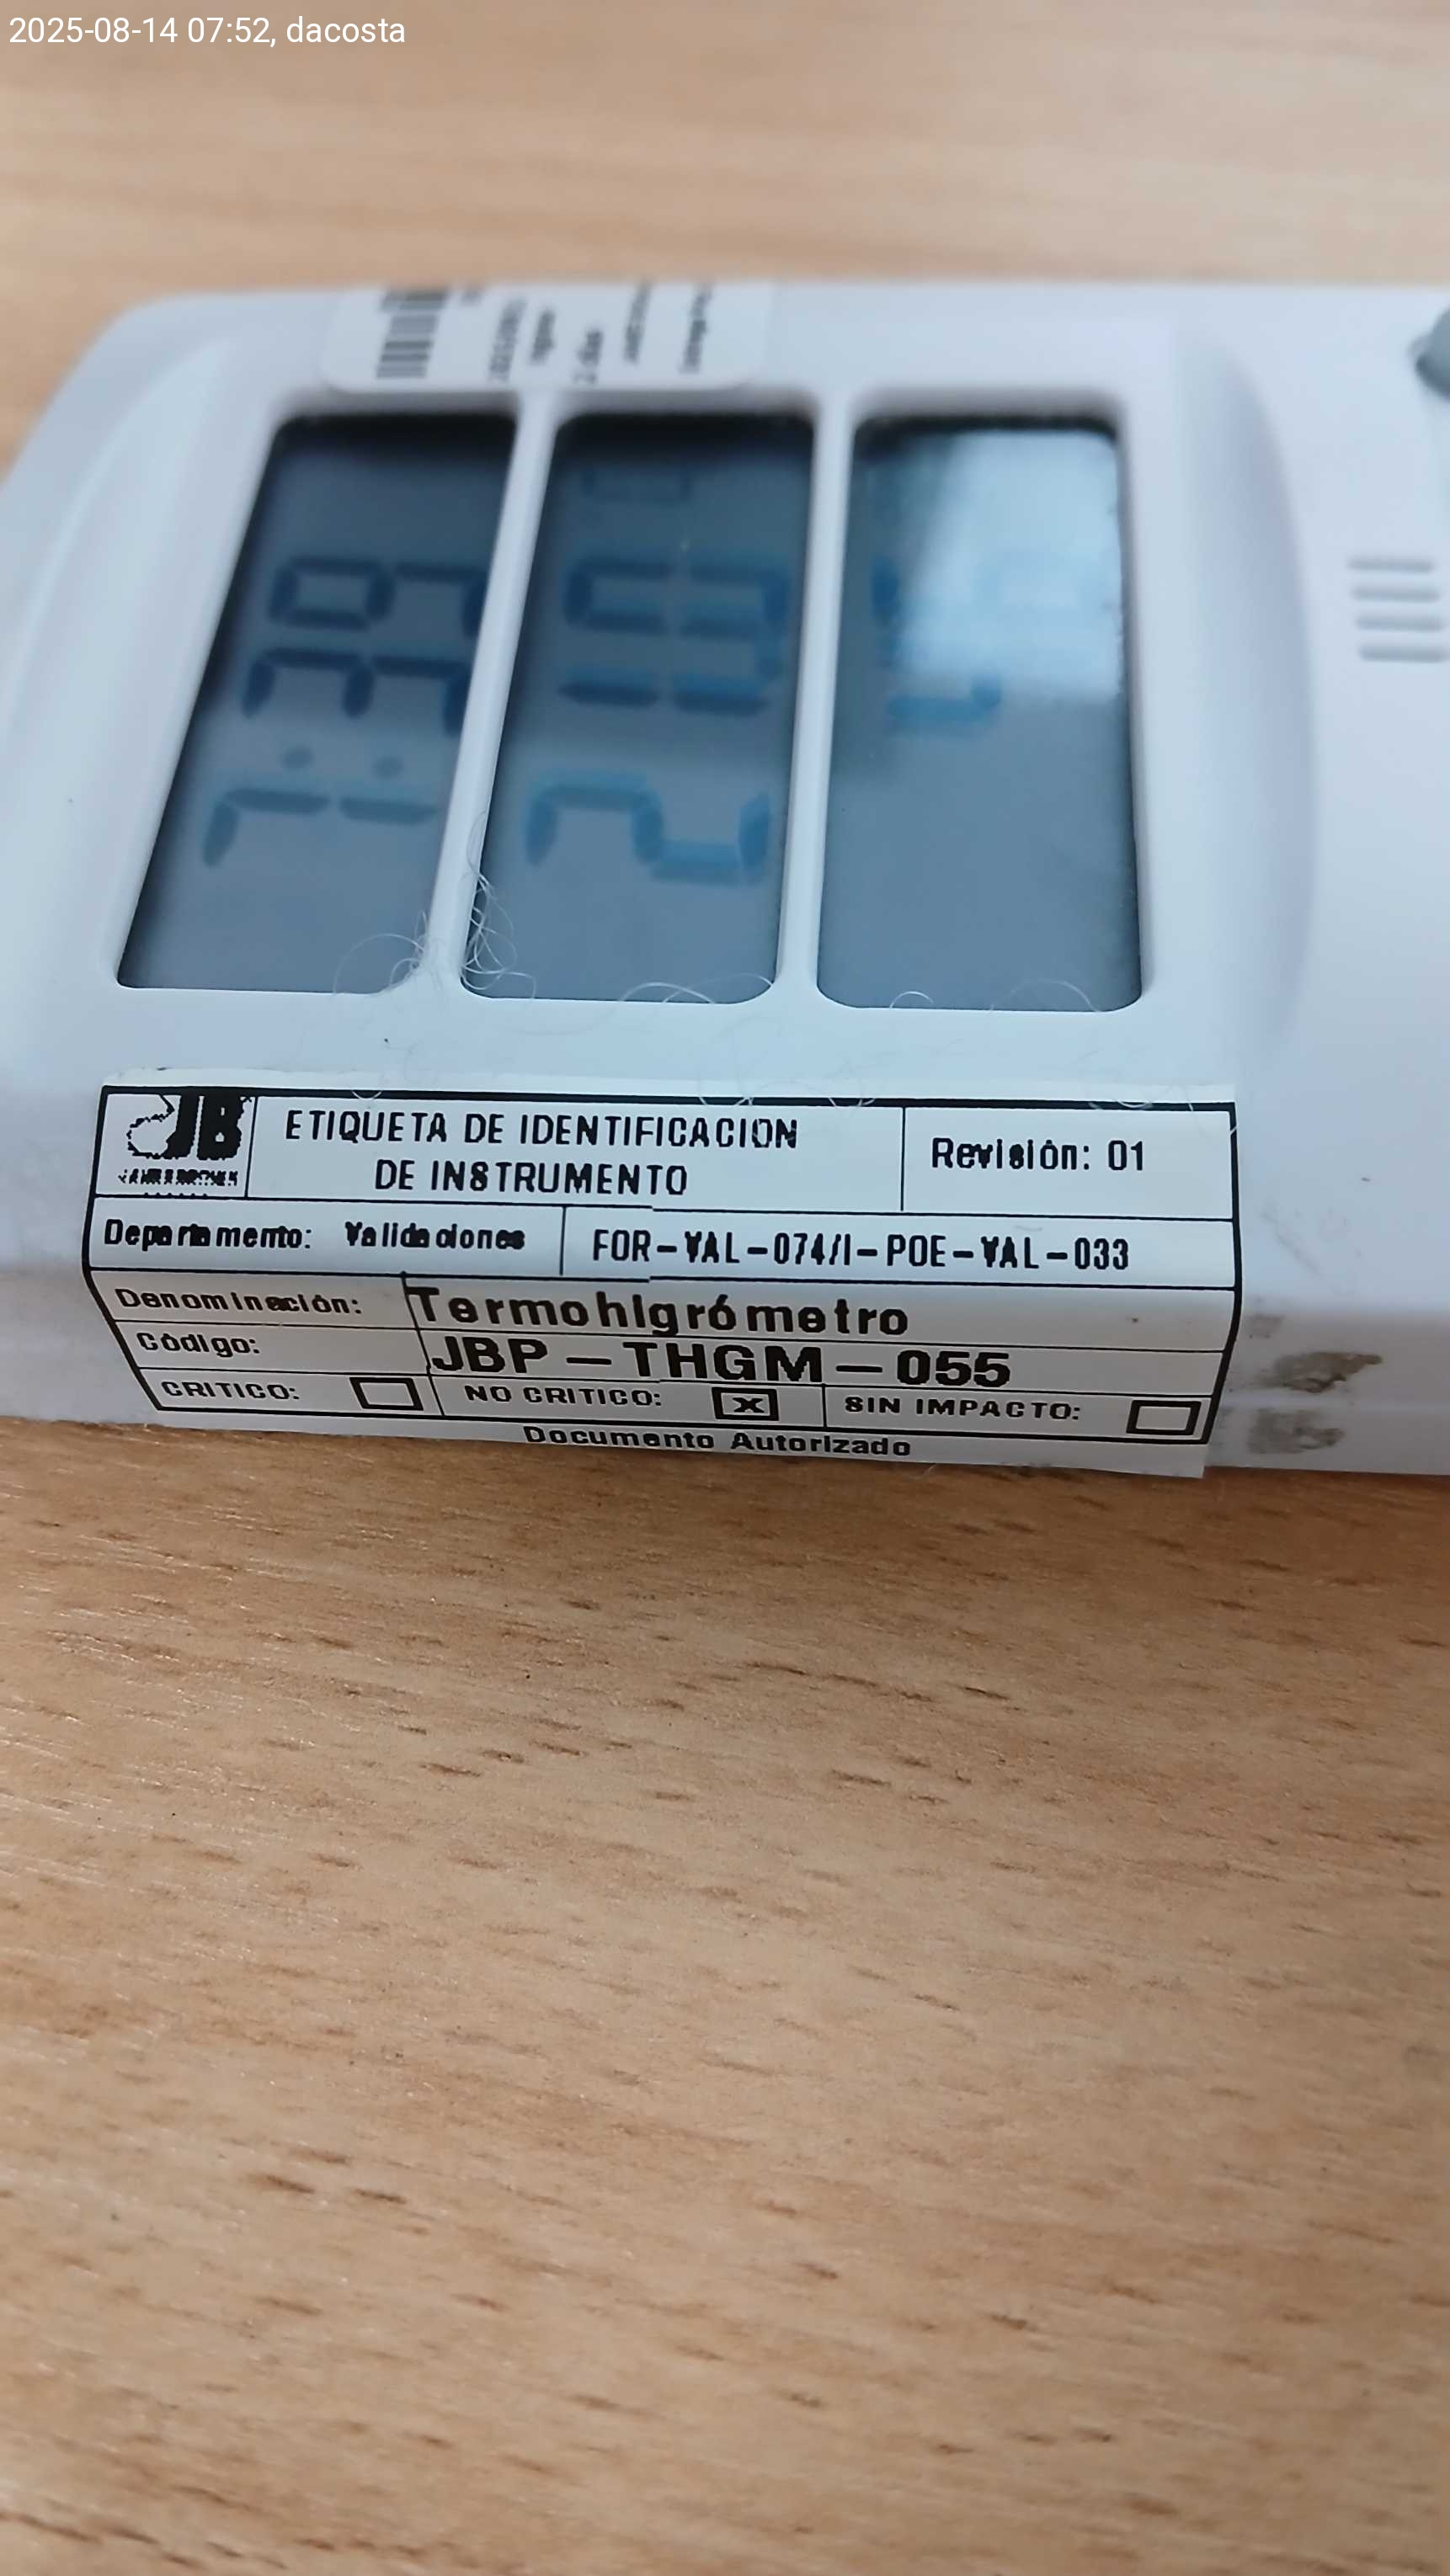 2025-08-14 07:52, dacosta
JB
ETIQUETA DE IDENTIFICACION
DE INSTRUMENTO
Revisión: 01
Departamento: Validaciones
FOR-VAL-074/I-POE-VAL-033
Denominación: Termohigrómetro
Código: JBP-THGM-055
CRITICO:
NO CRITICO: X
SIN IMPACTO:
Documento Autorizado